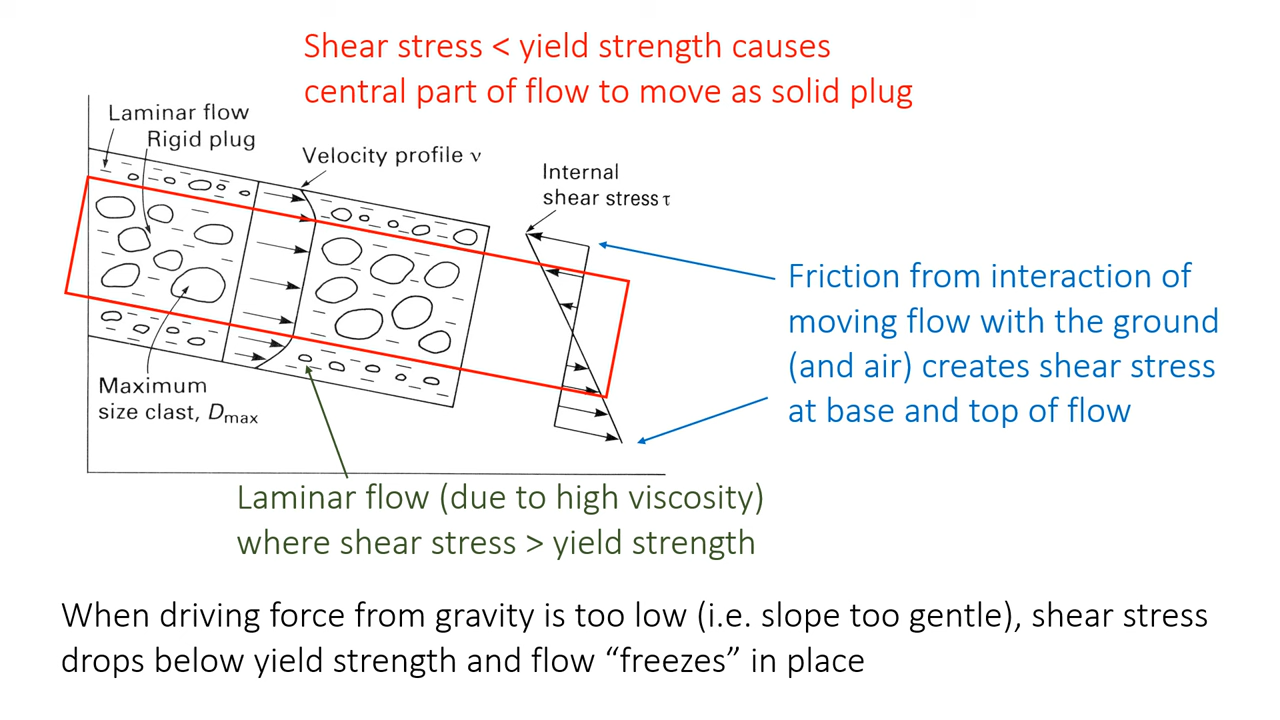 Shear stress < yield strength causes
central part of flow to move as solid plug
Laminar flow
Rigid plug
Velocity profile ν
Internal
shear stress τ
Friction from interaction of
moving flow with the ground
(and air) creates shear stress
at base and top of flow
Maximum
size clast, Dmax
Laminar flow (due to high viscosity)
where shear stress > yield strength
When driving force from gravity is too low (i.e. slope too gentle), shear stress
drops below yield strength and flow “freezes” in place